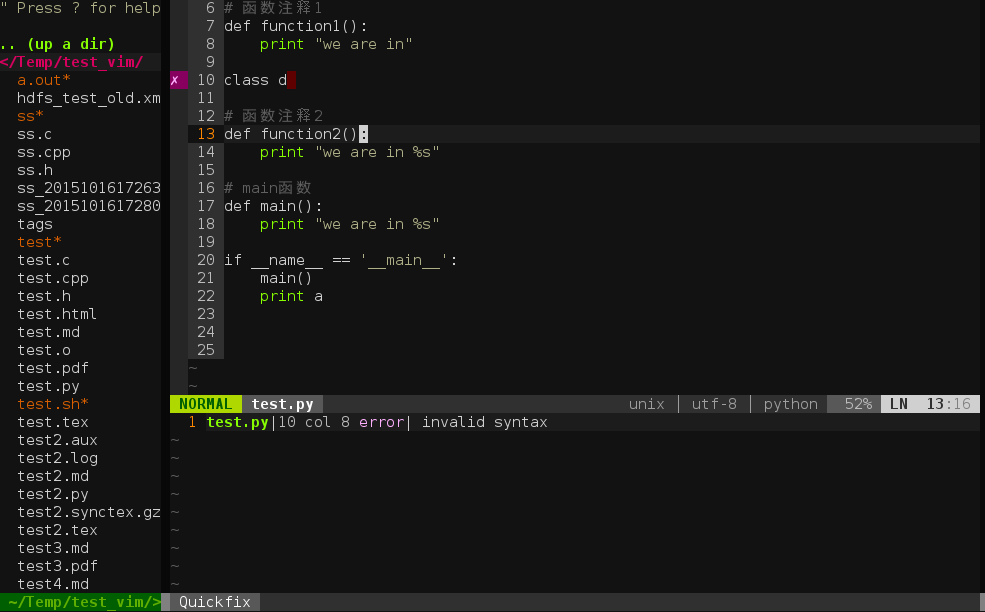 " Press ? for help
.. (up a dir)
</Temp/test_vim/
a.out*
hdfs_test_old.xm
ss*
ss.c
ss.cpp
ss.h
ss_2015101617263
ss_2015101617280
tags
test*
test.c
test.cpp
test.h
test.html
test.md
test.o
test.pdf
test.py
test.sh*
test.tex
test2.aux
test2.log
test2.md
test2.py
test2.synctex.gz
test2.tex
test3.md
test3.pdf
test4.md
~/Temp/test_vim/>
6 # 函数注释1
7 def function1():
8     print "we are in"
9
✗ 10 class d
11
12 # 函数注释2
13 def function2():
14     print "we are in %s"
15
16 # main函数
17 def main():
18     print "we are in %s"
19
20 if __name__ == '__main__':
21     main()
22     print a
23
24
25
~
~
NORMAL test.py unix | utf-8 | python 52% LN 13:16
1 test.py|10 col 8 error| invalid syntax
~
~
~
~
~
~
~
~
~
Quickfix